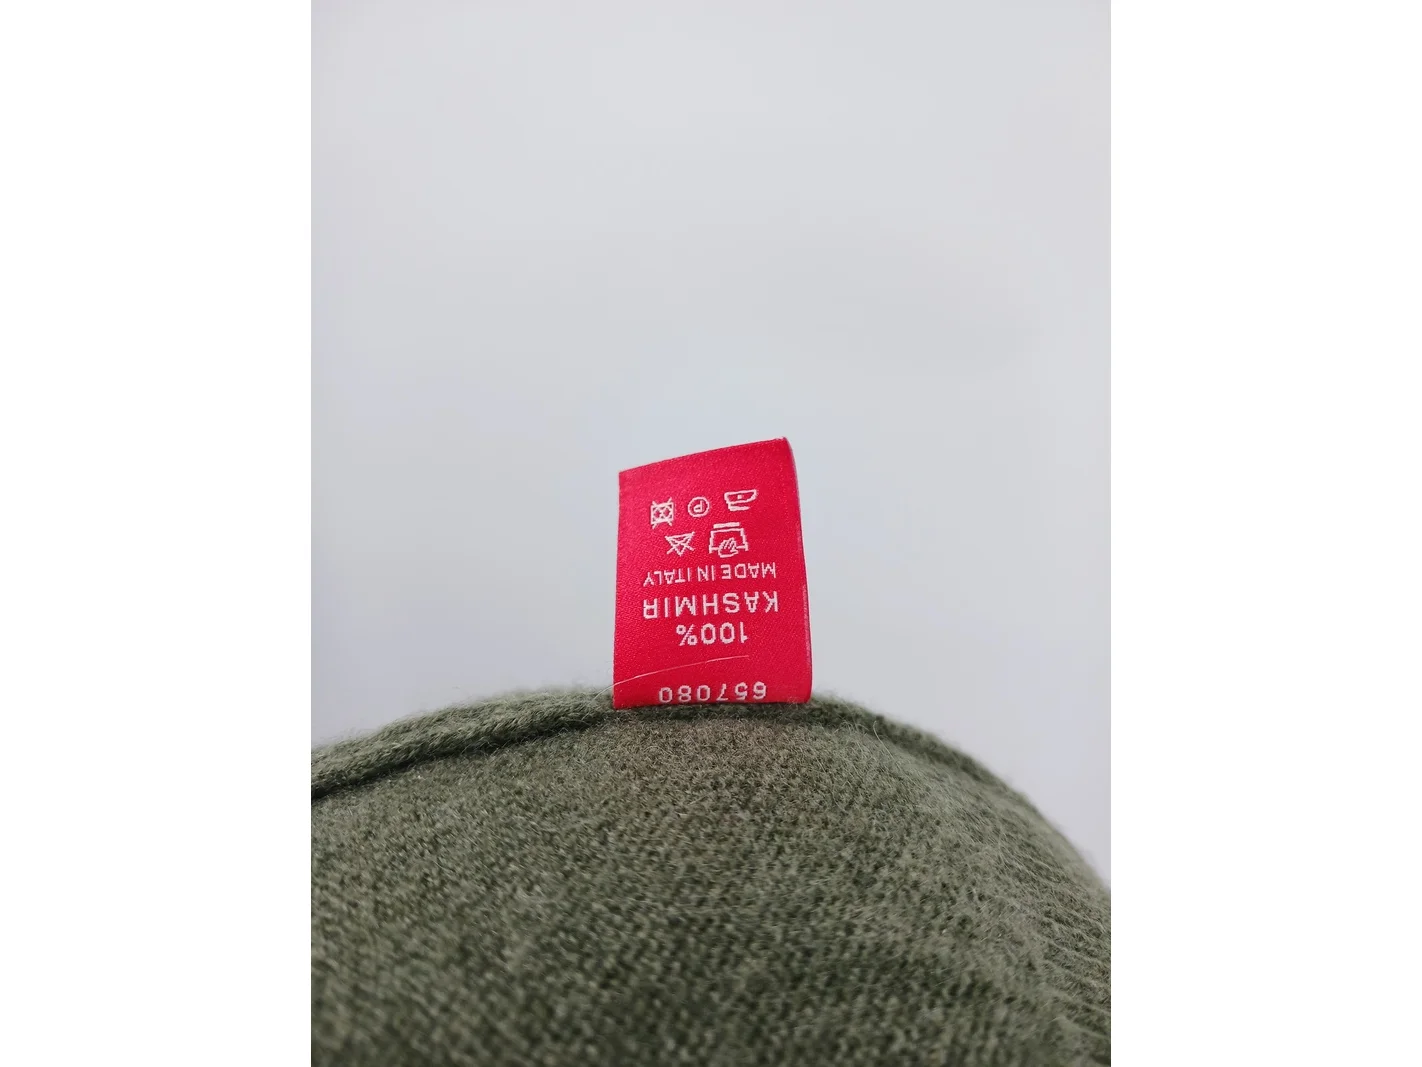 657080
100%
KASHMIR
MADE IN ITALY
P